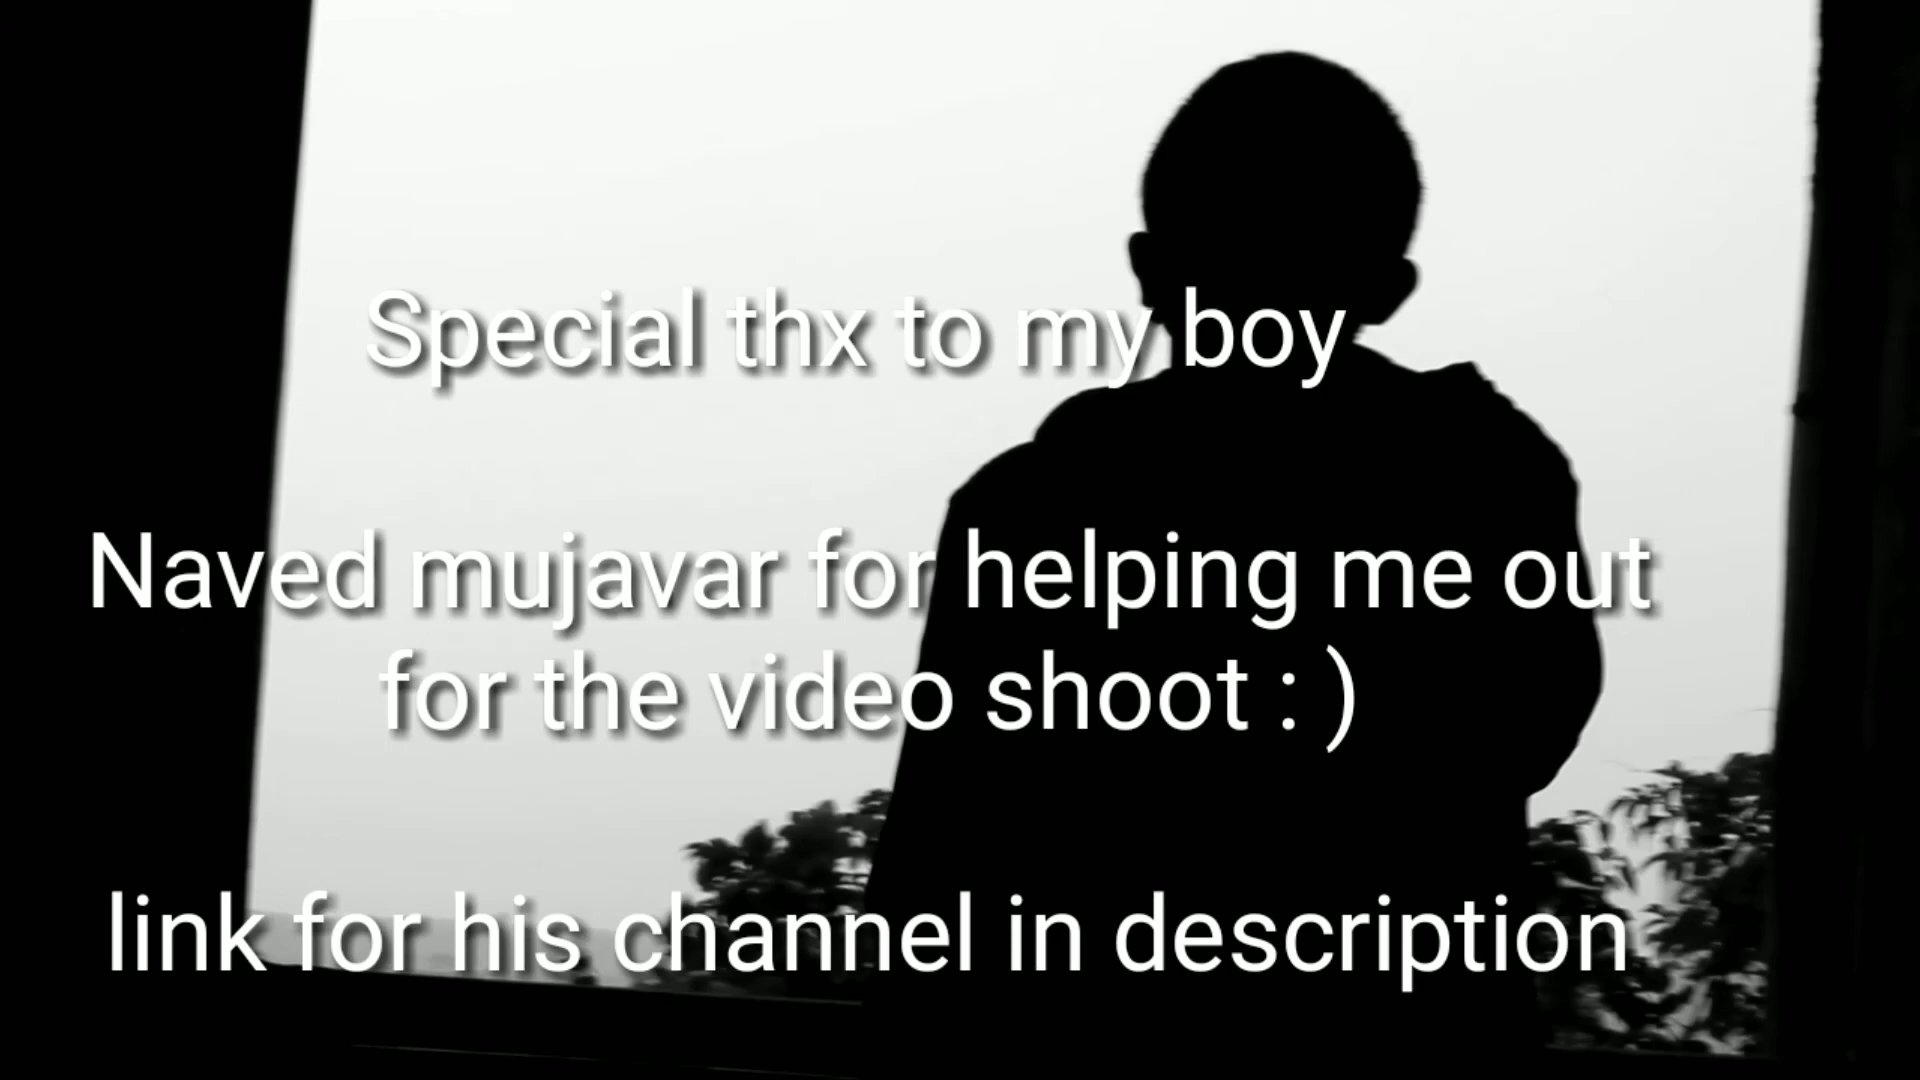 Special thx to my boy
Naved mujavar for helping me out
for the video shoot : )
link for his channel in description